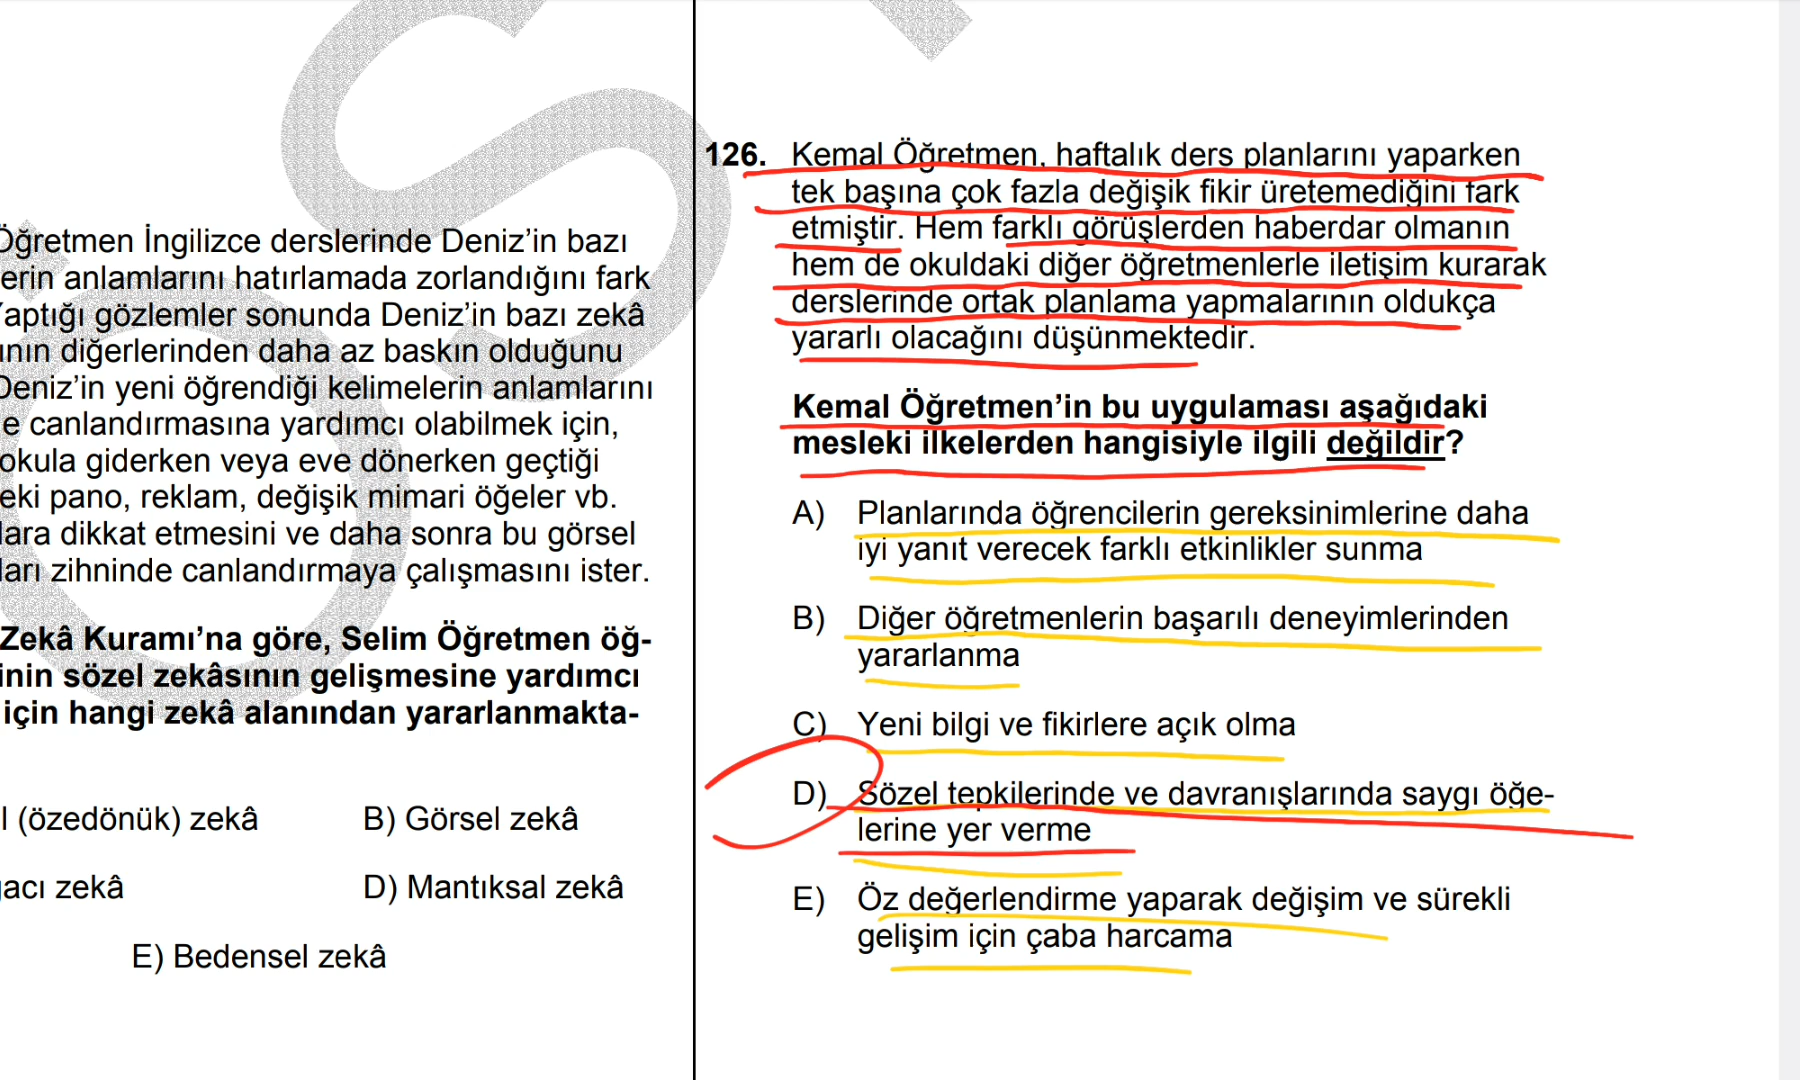 Öğretmen İngilizce derslerinde Deniz’in bazı
erin anlamlarını hatırlamada zorlandığını fark
Yaptığı gözlemler sonunda Deniz’in bazı zekâ
ının diğerlerinden daha az baskın olduğunu
Deniz’in yeni öğrendiği kelimelerin anlamlarını
e canlandırmasına yardımcı olabilmek için,
okula giderken veya eve dönerken geçtiği
eki pano, reklam, değişik mimari öğeler vb.
lara dikkat etmesini ve daha sonra bu görsel
ları zihninde canlandırmaya çalışmasını ister.
Zekâ Kuramı’na göre, Selim Öğretmen öğ-
inin sözel zekâsının gelişmesine yardımcı
için hangi zekâ alanından yararlanmakta-
l (özedönük) zekâ B) Görsel zekâ
ğacı zekâ D) Mantıksal zekâ
E) Bedensel zekâ
126. Kemal Öğretmen, haftalık ders planlarını yaparken
tek başına çok fazla değişik fikir üretemediğini fark
etmiştir. Hem farklı görüşlerden haberdar olmanın
hem de okuldaki diğer öğretmenlerle iletişim kurarak
derslerinde ortak planlama yapmalarının oldukça
yararlı olacağını düşünmektedir.
Kemal Öğretmen’in bu uygulaması aşağıdaki
mesleki ilkelerden hangisiyle ilgili değildir?
A) Planlarında öğrencilerin gereksinimlerine daha
iyi yanıt verecek farklı etkinlikler sunma
B) Diğer öğretmenlerin başarılı deneyimlerinden
yararlanma
C) Yeni bilgi ve fikirlere açık olma
D) Sözel tepkilerinde ve davranışlarında saygı öğe-
lerine yer verme
E) Öz değerlendirme yaparak değişim ve sürekli
gelişim için çaba harcama